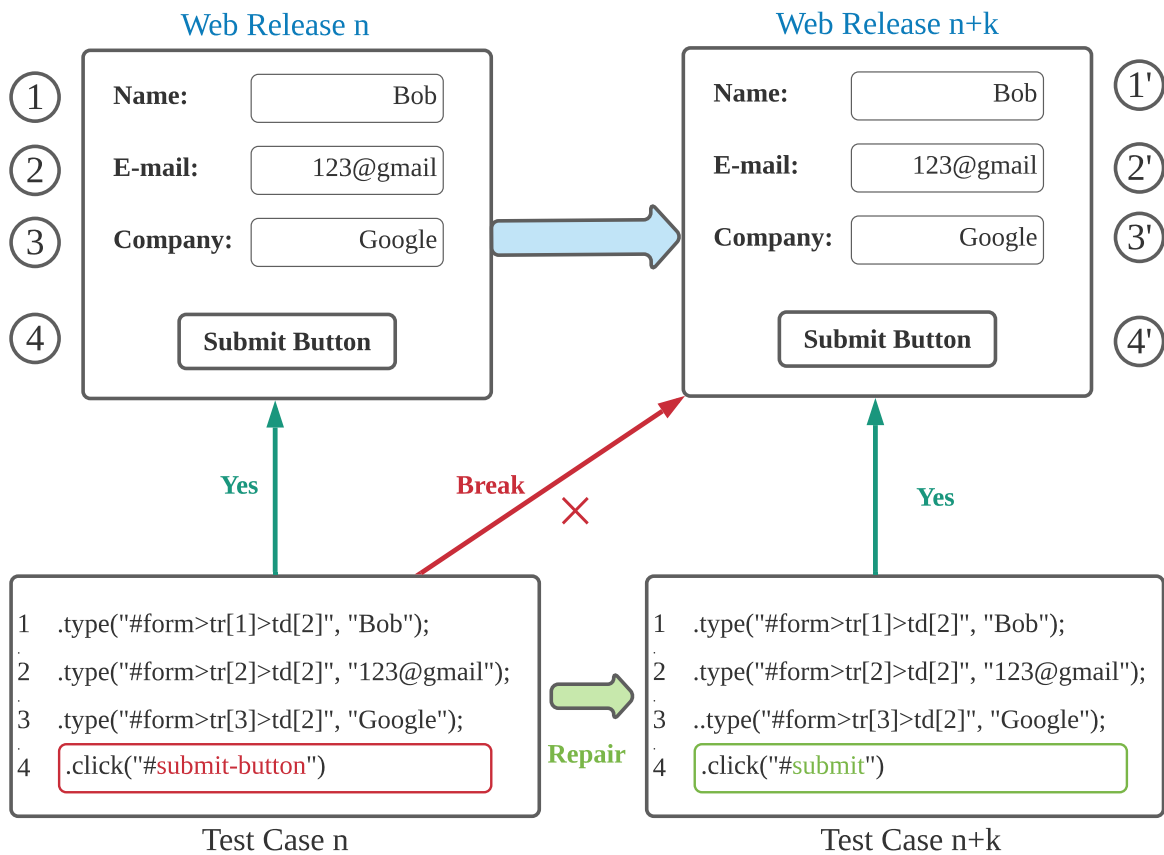 Web Release n
Web Release n+k
1
Name:
Bob
2
E-mail:
123@gmail
3
Company:
Google
4
Submit Button
Name:
Bob
1'
E-mail:
123@gmail
2'
Company:
Google
3'
Submit Button
4'
Yes
Break
Yes
1 .type("#form>tr[1]>td[2]", "Bob");
.
2 .type("#form>tr[2]>td[2]", "123@gmail");
.
3 .type("#form>tr[3]>td[2]", "Google");
.
4 .click("#submit-button")
Test Case n
Repair
1 .type("#form>tr[1]>td[2]", "Bob");
.
2 .type("#form>tr[2]>td[2]", "123@gmail");
.
3 ..type("#form>tr[3]>td[2]", "Google");
.
4 .click("#submit")
Test Case n+k